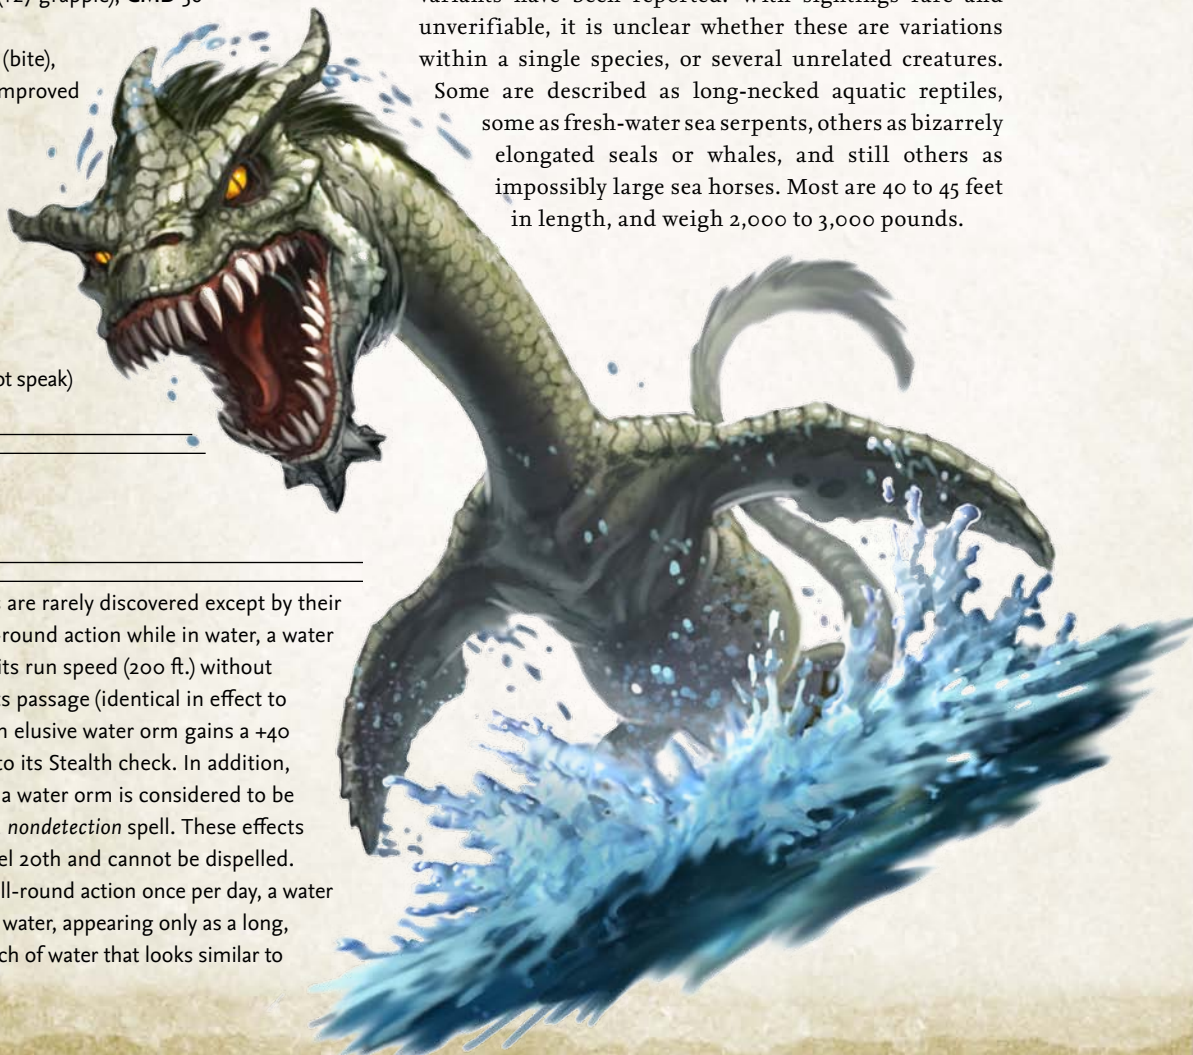 (+27 grapple), CMD 30
(bite),
mproved
ot speak)
are rarely discovered except by their
round action while in water, a water
its run speed (200 ft.) without
s passage (identical in effect to
n elusive water orm gains a +40
to its Stealth check. In addition,
a water orm is considered to be
nondetection spell. These effects
el 20th and cannot be dispelled.
ll-round action once per day, a water
water, appearing only as a long,
ch of water that looks similar to
variants have been reported. With sightings rare and
unverifiable, it is unclear whether these are variations
within a single species, or several unrelated creatures.
Some are described as long-necked aquatic reptiles,
some as fresh-water sea serpents, others as bizarrely
elongated seals or whales, and still others as
impossibly large sea horses. Most are 40 to 45 feet
in length, and weigh 2,000 to 3,000 pounds.